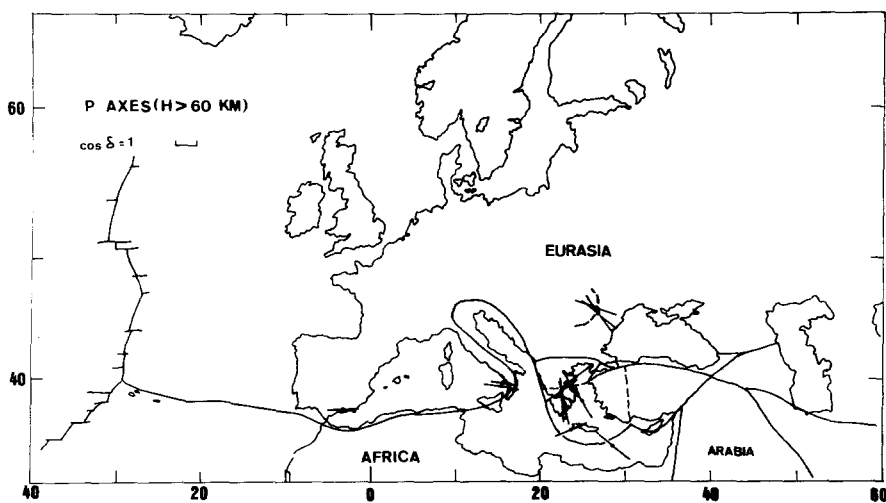 P AXES (H>60 KM)
cos δ = 1
60
40
EURASIA
AFRICA
ARABIA
40
20
0
20
40
60